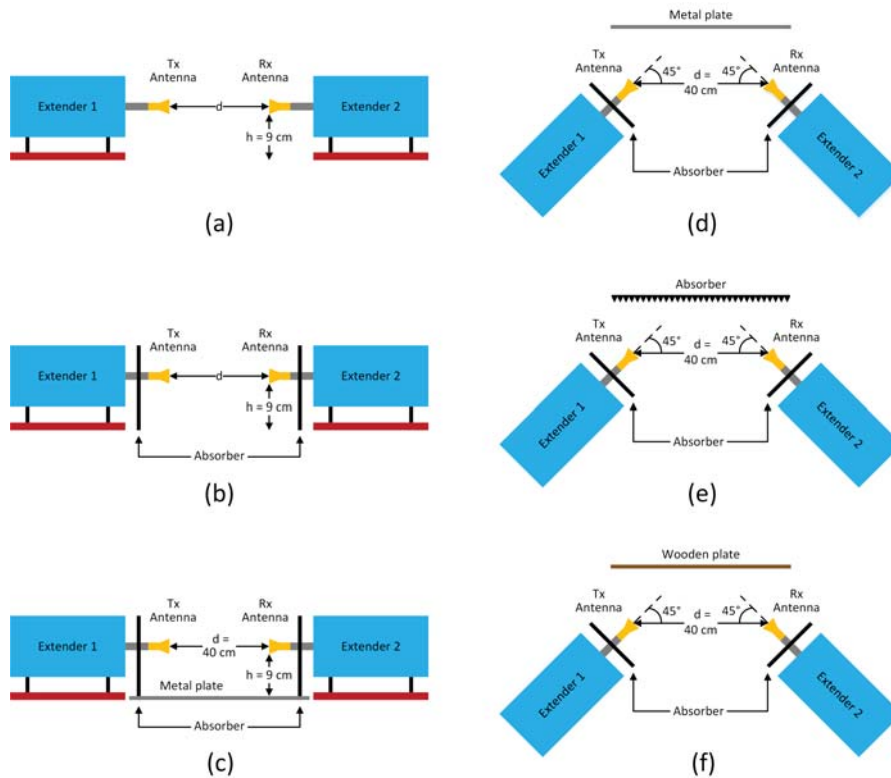 Tx
Antenna
Rx
Antenna
Extender 1
d
Extender 2
h = 9 cm
(a)
Tx
Antenna
Rx
Antenna
Extender 1
d
Extender 2
h = 9 cm
Absorber
(b)
Tx
Antenna
Rx
Antenna
Extender 1
d =
40 cm
Extender 2
h = 9 cm
Metal plate
Absorber
(c)
Metal plate
Tx
Antenna
Rx
Antenna
45°
d =
40 cm
45°
Extender 1
Extender 2
Absorber
(d)
Absorber
Tx
Antenna
Rx
Antenna
45°
d =
40 cm
45°
Extender 1
Extender 2
Absorber
(e)
Wooden plate
Tx
Antenna
Rx
Antenna
45°
d =
40 cm
45°
Extender 1
Extender 2
Absorber
(f)